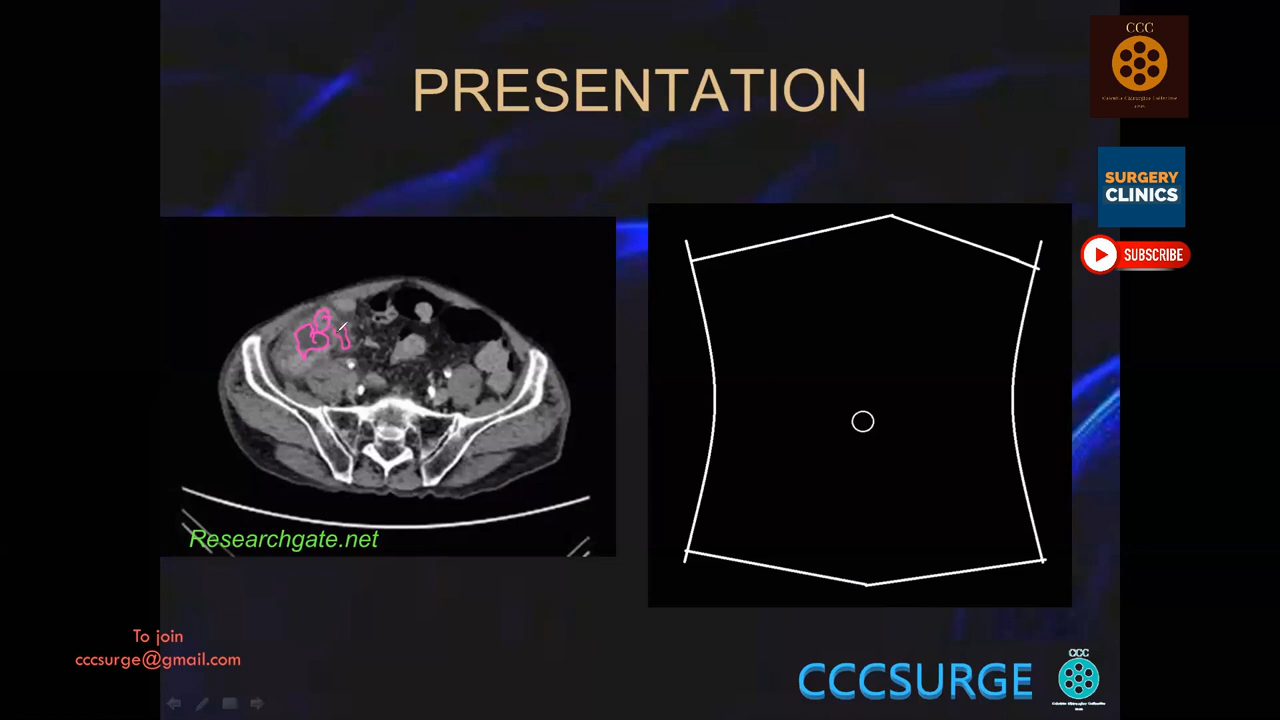 PRESENTATION
CCC
SURGERY
CLINICS
SUBSCRIBE
Researchgate.net
To join
cccsurge@gmail.com
CCCSURGE
CCC